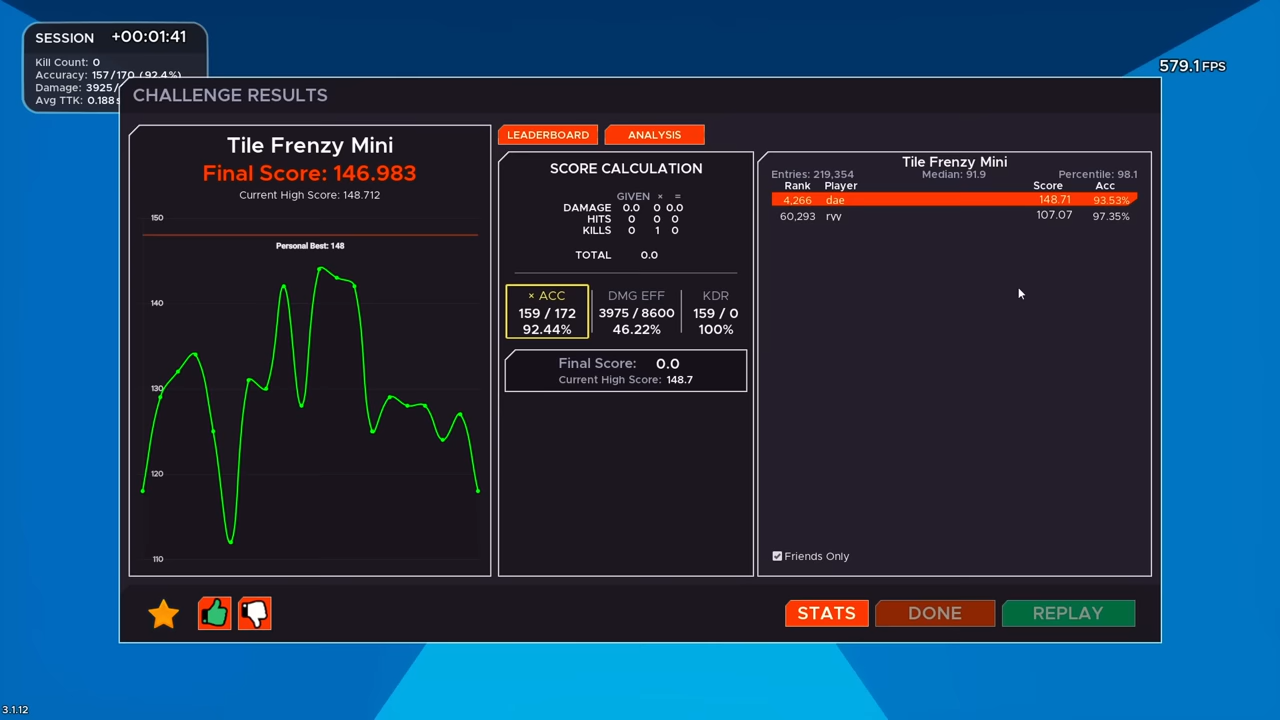 SESSION +00:01:41
Kill Count: 0
Accuracy: 157/170 (92.4%)
Damage: 3925/
Avg TTK: 0.188s
579.1 FPS
CHALLENGE RESULTS
Tile Frenzy Mini
Final Score: 146.983
Current High Score: 148.712
150
Personal Best: 148
140
130
120
110
LEADERBOARD ANALYSIS
SCORE CALCULATION
GIVEN × =
DAMAGE 0.0 0 0.0
HITS 0 0 0
KILLS 0 1 0
TOTAL 0.0
× ACC DMG EFF KDR
159 / 172 3975 / 8600 159 / 0
92.44% 46.22% 100%
Final Score: 0.0
Current High Score: 148.7
Tile Frenzy Mini
Entries: 219,354 Median: 91.9 Percentile: 98.1
Rank Player Score Acc
4,266 dae 148.71 93.53%
60,293 rvv 107.07 97.35%
Friends Only
STATS DONE REPLAY
3.1.12